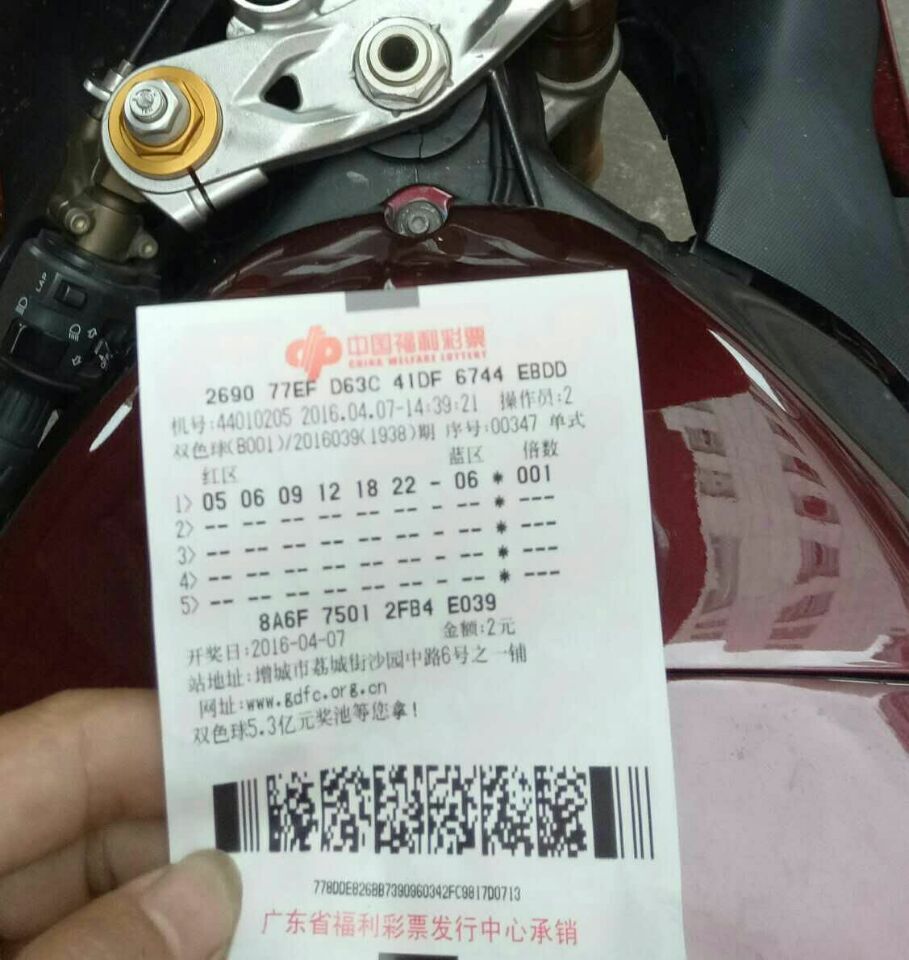 LAP
中国福利彩票
CHINA WELFARE LOTTERY
2690 77EF D63C 41DF 6744 EBDD
机号:44010205 2016.04.07-14:39:21 操作员:2
双色球(B001)/2016039(1938)期 序号:00347 单式
红区 蓝区 倍数
1> 05 06 09 12 18 22 - 06 * 001
2> -- -- -- -- -- -- - -- * ---
3> -- -- -- -- -- -- - -- * ---
4> -- -- -- -- -- -- - -- * ---
5> -- -- -- -- -- -- - -- * ---
8A6F 7501 2FB4 E039
开奖日:2016-04-07 金额:2元
站地址:增城市荔城街沙园中路6号之一铺
网址:www.gdfc.org.cn
双色球5.3亿元奖池等您拿!
778DDE826BB7390960342FC9817D0713
广东省福利彩票发行中心承销